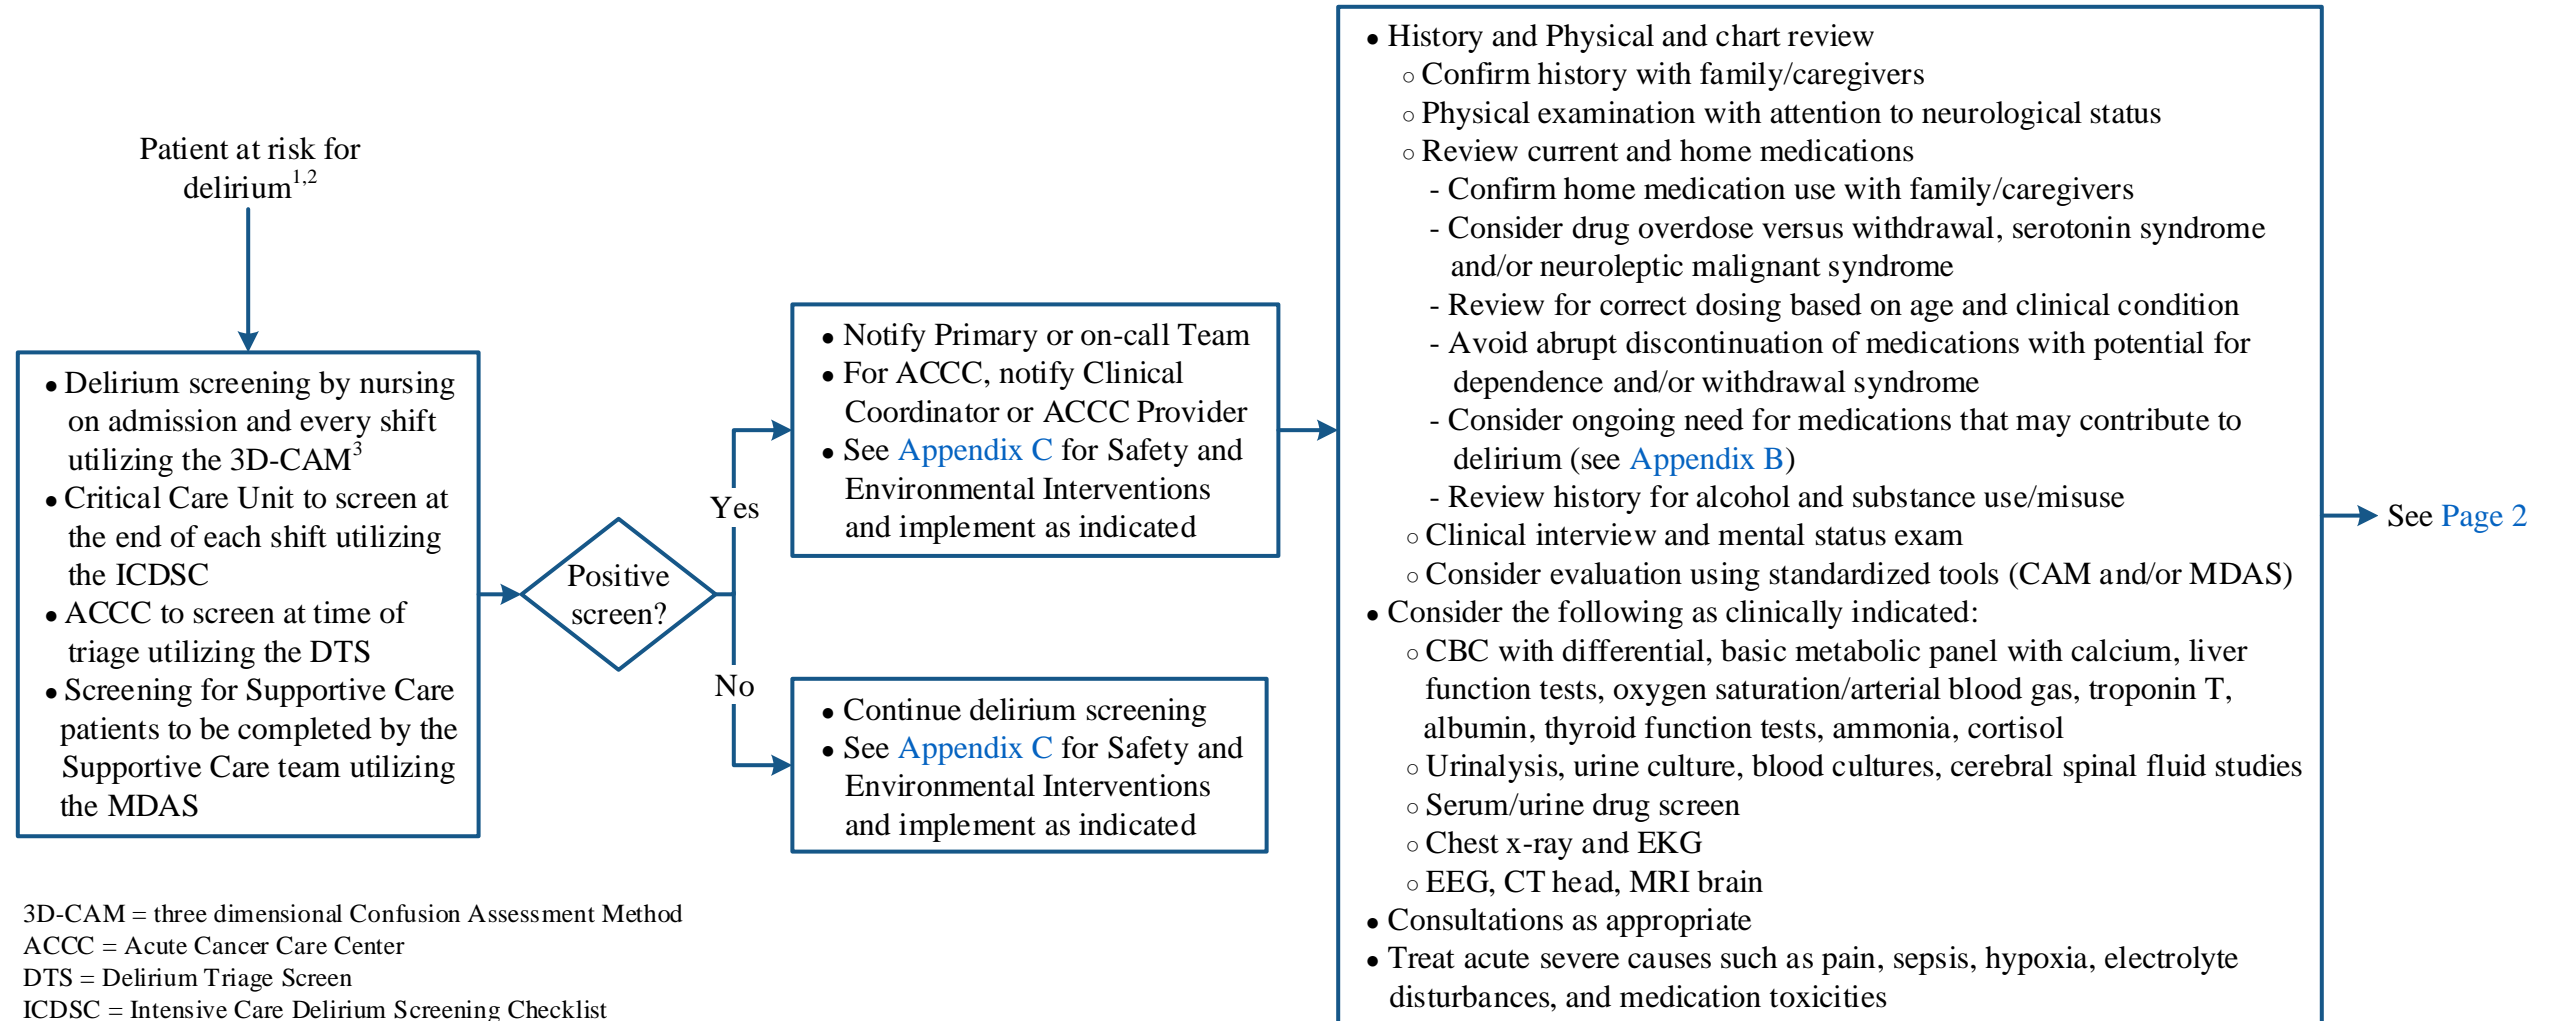 Patient at risk for
delirium1,2
• Delirium screening by nursing
on admission and every shift
utilizing the 3D-CAM3
• Critical Care Unit to screen at
the end of each shift utilizing
the ICDSC
• ACCC to screen at time of
triage utilizing the DTS
• Screening for Supportive Care
patients to be completed by the
Supportive Care team utilizing
the MDAS
Positive
screen?
Yes
No
• Notify Primary or on-call Team
• For ACCC, notify Clinical
Coordinator or ACCC Provider
• See Appendix C for Safety and
Environmental Interventions
and implement as indicated
• Continue delirium screening
• See Appendix C for Safety and
Environmental Interventions
and implement as indicated
• History and Physical and chart review
○ Confirm history with family/caregivers
○ Physical examination with attention to neurological status
○ Review current and home medications
- Confirm home medication use with family/caregivers
- Consider drug overdose versus withdrawal, serotonin syndrome
and/or neuroleptic malignant syndrome
- Review for correct dosing based on age and clinical condition
- Avoid abrupt discontinuation of medications with potential for
dependence and/or withdrawal syndrome
- Consider ongoing need for medications that may contribute to
delirium (see Appendix B)
- Review history for alcohol and substance use/misuse
○ Clinical interview and mental status exam
○ Consider evaluation using standardized tools (CAM and/or MDAS)
• Consider the following as clinically indicated:
○ CBC with differential, basic metabolic panel with calcium, liver
function tests, oxygen saturation/arterial blood gas, troponin T,
albumin, thyroid function tests, ammonia, cortisol
○ Urinalysis, urine culture, blood cultures, cerebral spinal fluid studies
○ Serum/urine drug screen
○ Chest x-ray and EKG
○ EEG, CT head, MRI brain
• Consultations as appropriate
• Treat acute severe causes such as pain, sepsis, hypoxia, electrolyte
disturbances, and medication toxicities
See Page 2
3D-CAM = three dimensional Confusion Assessment Method
ACCC = Acute Cancer Care Center
DTS = Delirium Triage Screen
ICDSC = Intensive Care Delirium Screening Checklist